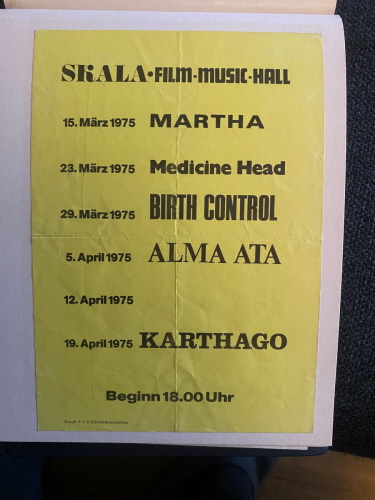 SKALA•FILM-MUSIC-HALL
15. März 1975 MARTHA
23. März 1975 Medicine Head
29. März 1975 BIRTH CONTROL
5. April 1975 ALMA ATA
12. April 1975
19. April 1975 KARTHAGO
Beginn 18.00 Uhr
Druck: